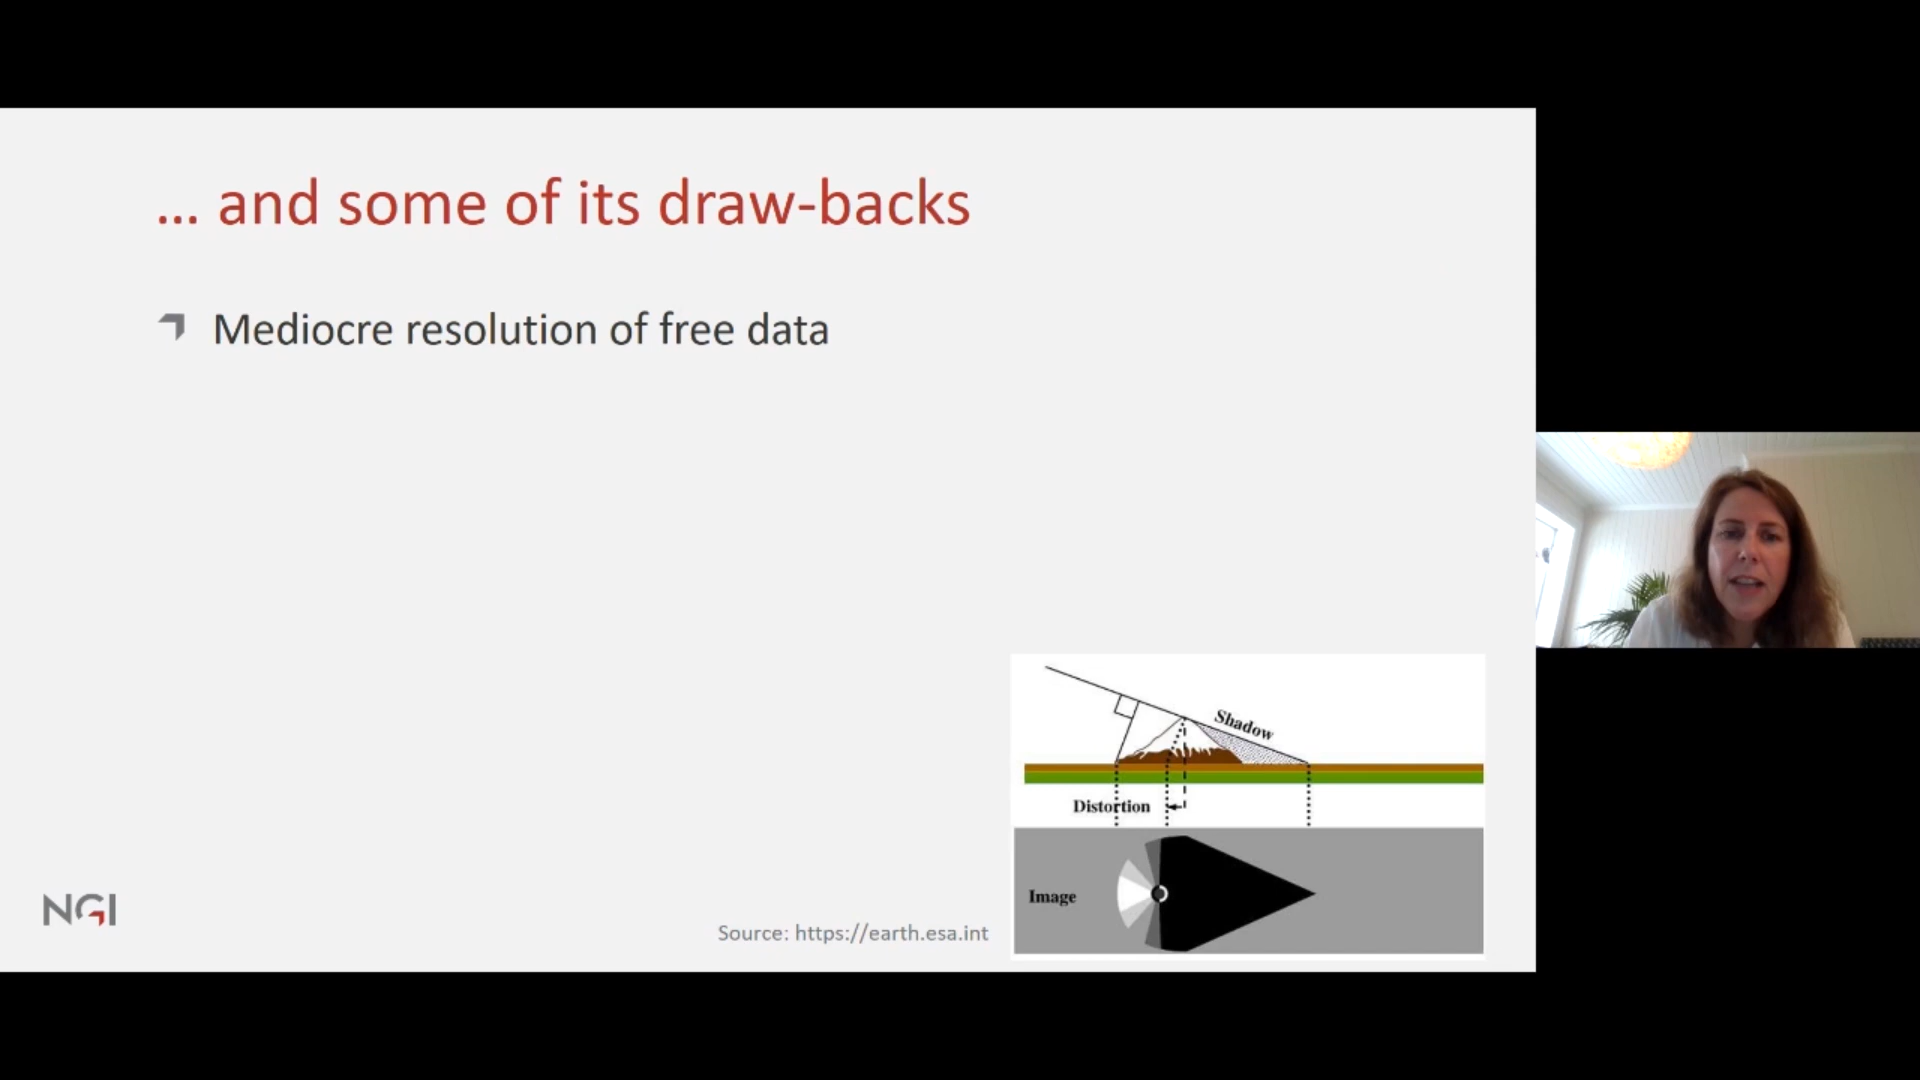 ... and some of its draw-backs
Mediocre resolution of free data
Shadow
Distortion
Image
NGI
Source: https://earth.esa.int